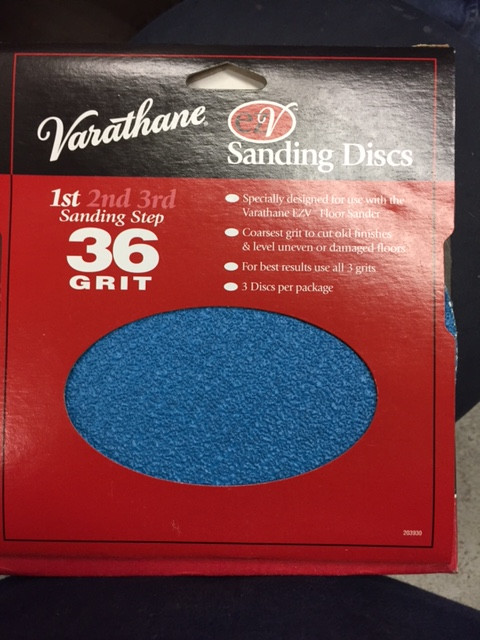 Varathane®
eZV
Sanding Discs
1st 2nd 3rd
Sanding Step
36
GRIT
Specially designed for use with the
Varathane EZV™ Floor Sander
Coarsest grit to cut old finishes
& level uneven or damaged floors
For best results use all 3 grits
3 Discs per package
203930